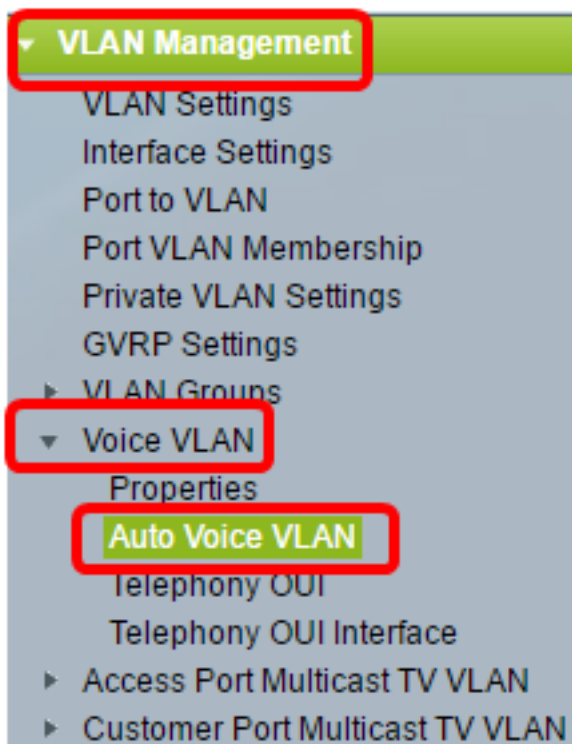 VLAN Management
VLAN Settings
Interface Settings
Port to VLAN
Port VLAN Membership
Private VLAN Settings
GVRP Settings
VLAN Groups
Voice VLAN
Properties
Auto Voice VLAN
Telephony OUI
Telephony OUI Interface
Access Port Multicast TV VLAN
Customer Port Multicast TV VLAN